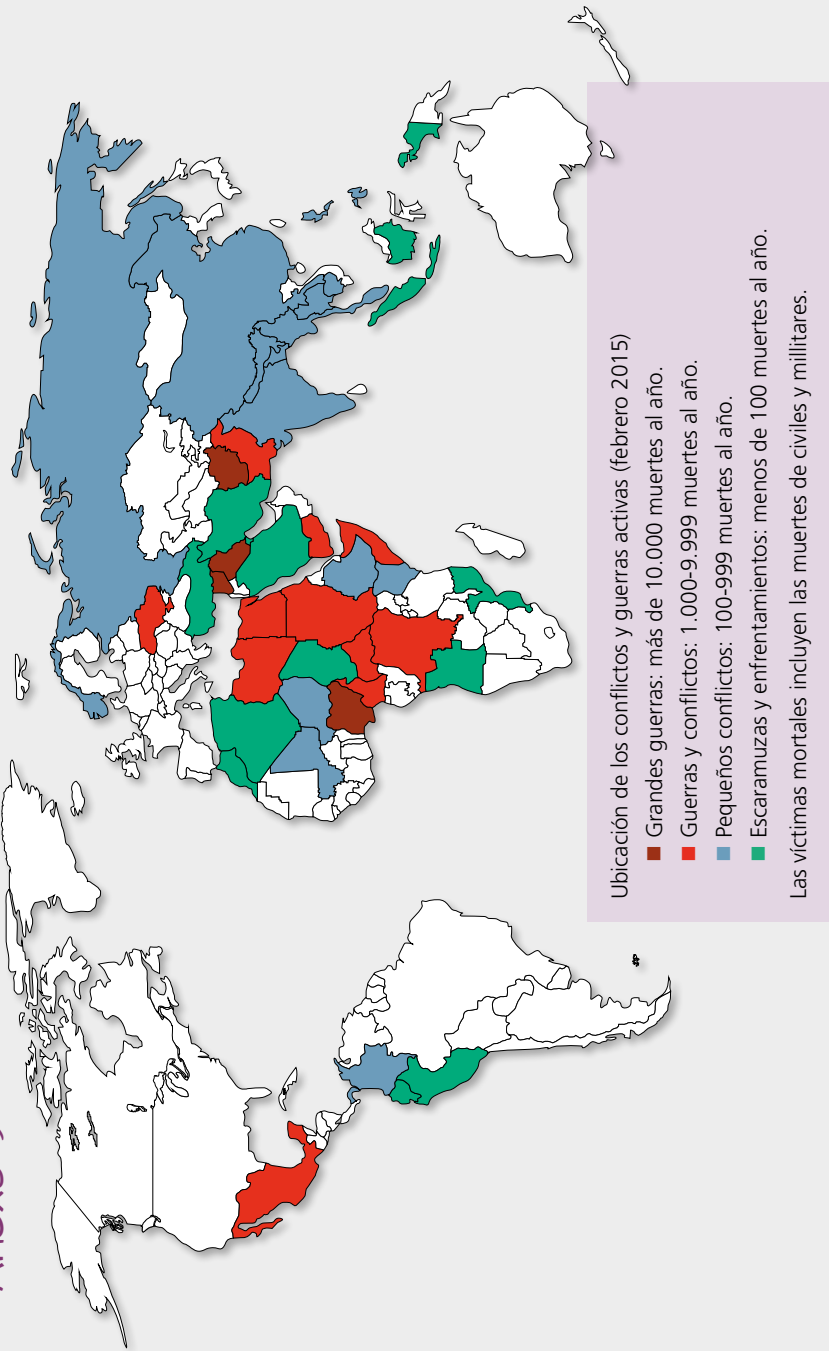 Ubicación de los conflictos y guerras activas (febrero 2015)
Grandes guerras: más de 10.000 muertes al año.
Guerras y conflictos: 1.000-9.999 muertes al año.
Pequeños conflictos: 100-999 muertes al año.
Escaramuzas y enfrentamientos: menos de 100 muertes al año.
Las víctimas mortales incluyen las muertes de civiles y millitares.